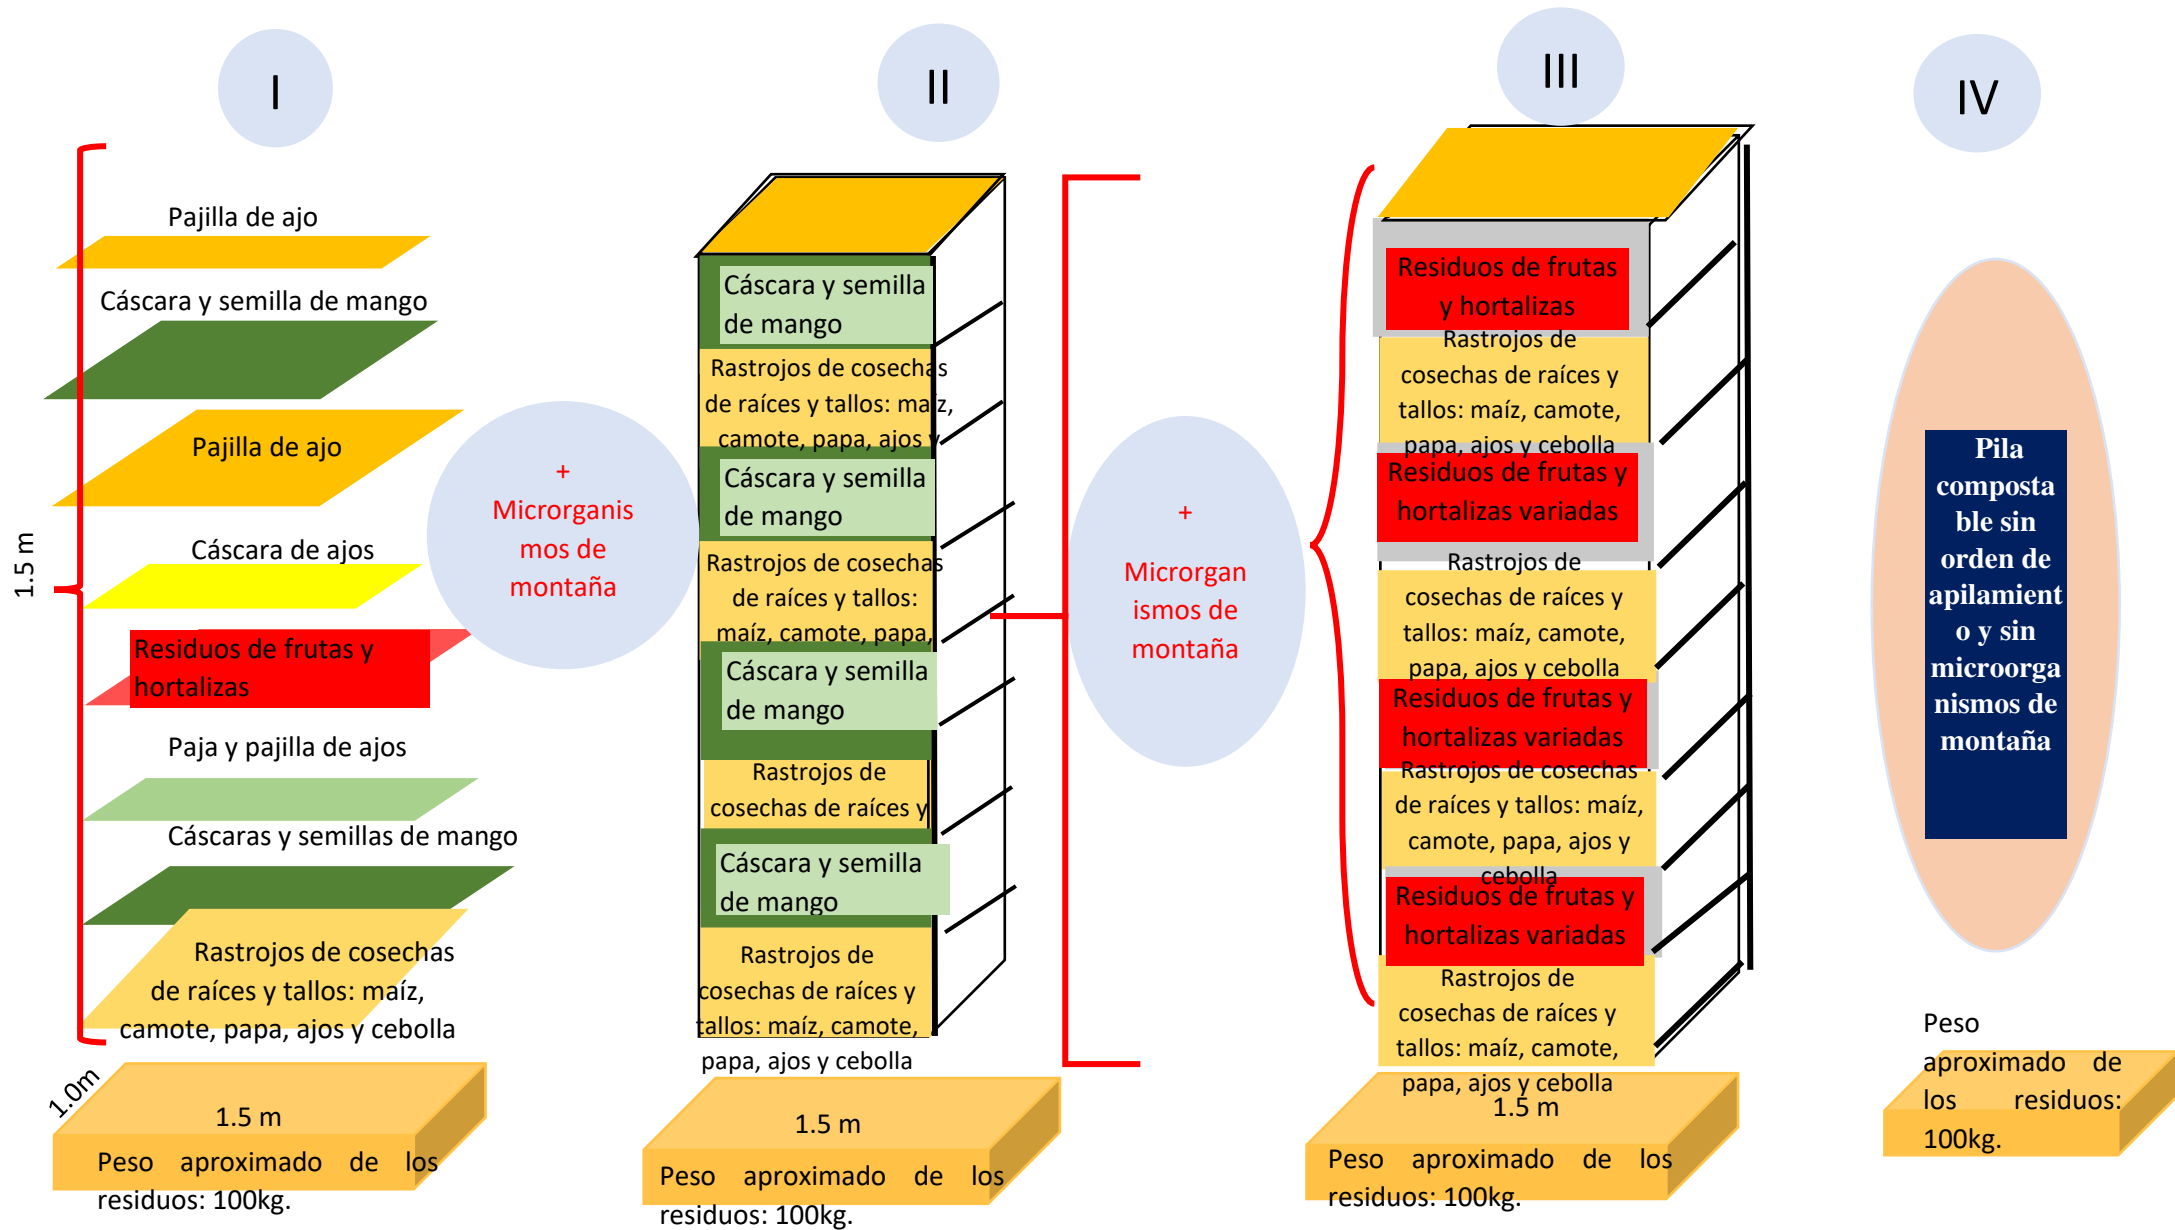 I
1.5 m
Pajilla de ajo
Cáscara y semilla de mango
Pajilla de ajo
Cáscara de ajos
Residuos de frutas y
hortalizas
Paja y pajilla de ajos
Cáscaras y semillas de mango
Rastrojos de cosechas
de raíces y tallos: maíz,
camote, papa, ajos y cebolla
1.0m
1.5 m
Peso aproximado de los
residuos: 100kg.
+
Microrganis
mos de
montaña
II
Cáscara y semilla
de mango
Rastrojos de cosechas
de raíces y tallos: maíz,
camote, papa, ajos y
Cáscara y semilla
de mango
Rastrojos de cosechas
de raíces y tallos:
maíz, camote, papa,
Cáscara y semilla
de mango
Rastrojos de
cosechas de raíces y
Cáscara y semilla
de mango
Rastrojos de
cosechas de raíces y
tallos: maíz, camote,
papa, ajos y cebolla
1.5 m
Peso aproximado de los
residuos: 100kg.
+
Microrgan
ismos de
montaña
III
Residuos de frutas
y hortalizas
Rastrojos de
cosechas de raíces y
tallos: maíz, camote,
papa, ajos y cebolla
Residuos de frutas y
hortalizas variadas
Rastrojos de
cosechas de raíces y
tallos: maíz, camote,
papa, ajos y cebolla
Residuos de frutas y
hortalizas variadas
Rastrojos de cosechas
de raíces y tallos: maíz,
camote, papa, ajos y
cebolla
Residuos de frutas y
hortalizas variadas
Rastrojos de
cosechas de raíces y
tallos: maíz, camote,
papa, ajos y cebolla
1.5 m
Peso aproximado de los
residuos: 100kg.
IV
Pila
composta
ble sin
orden de
apilamient
o y sin
microorga
nismos de
montaña
Peso
aproximado de
los residuos:
100kg.